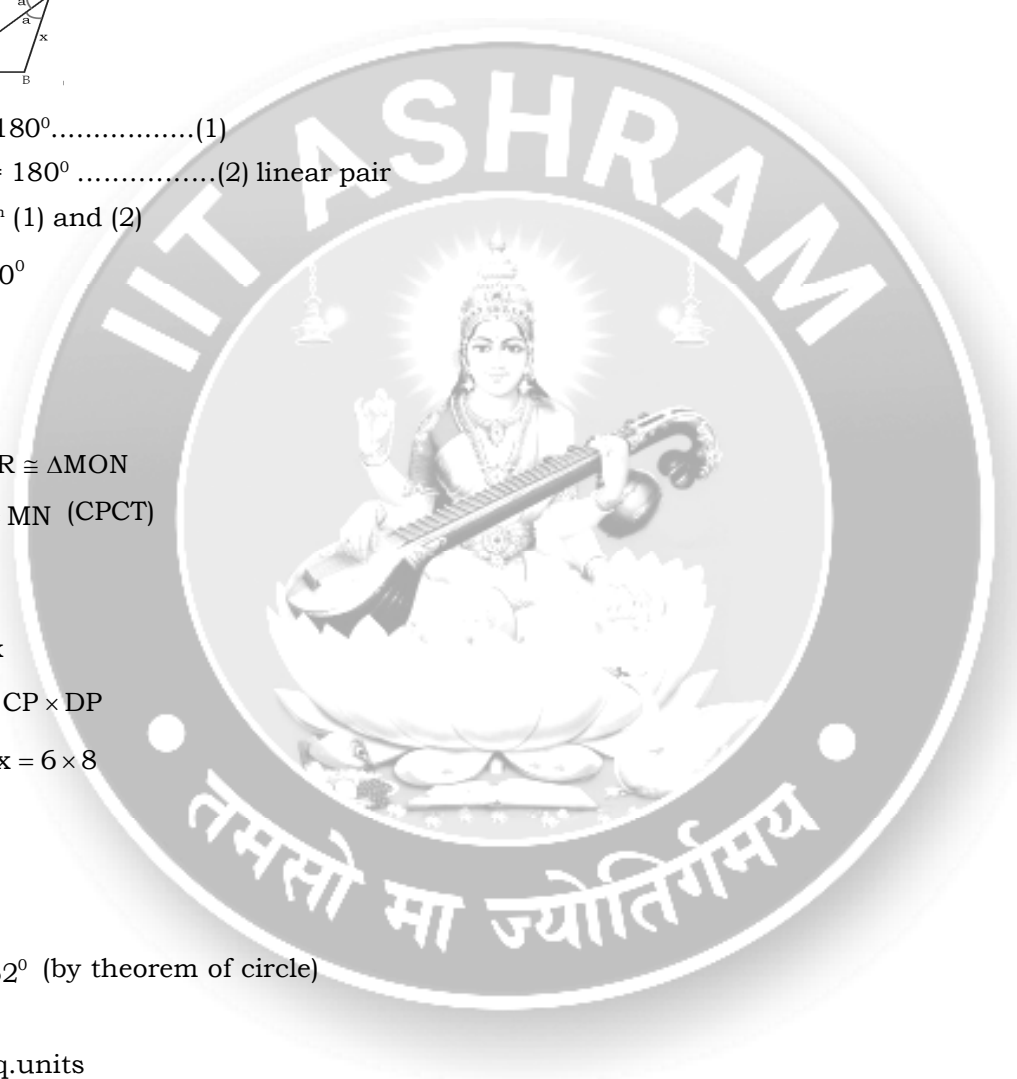 a
a
x
B
180⁰.................(1)
= 180⁰ ................(2) linear pair
ⁿ (1) and (2)
0⁰
R ≅ ΔMON
MN (CPCT)
x
CP × DP
x = 6 × 8
2⁰ (by theorem of circle)
q.units
IIT ASHRAM
तमसो मा ज्योतिर्गमय